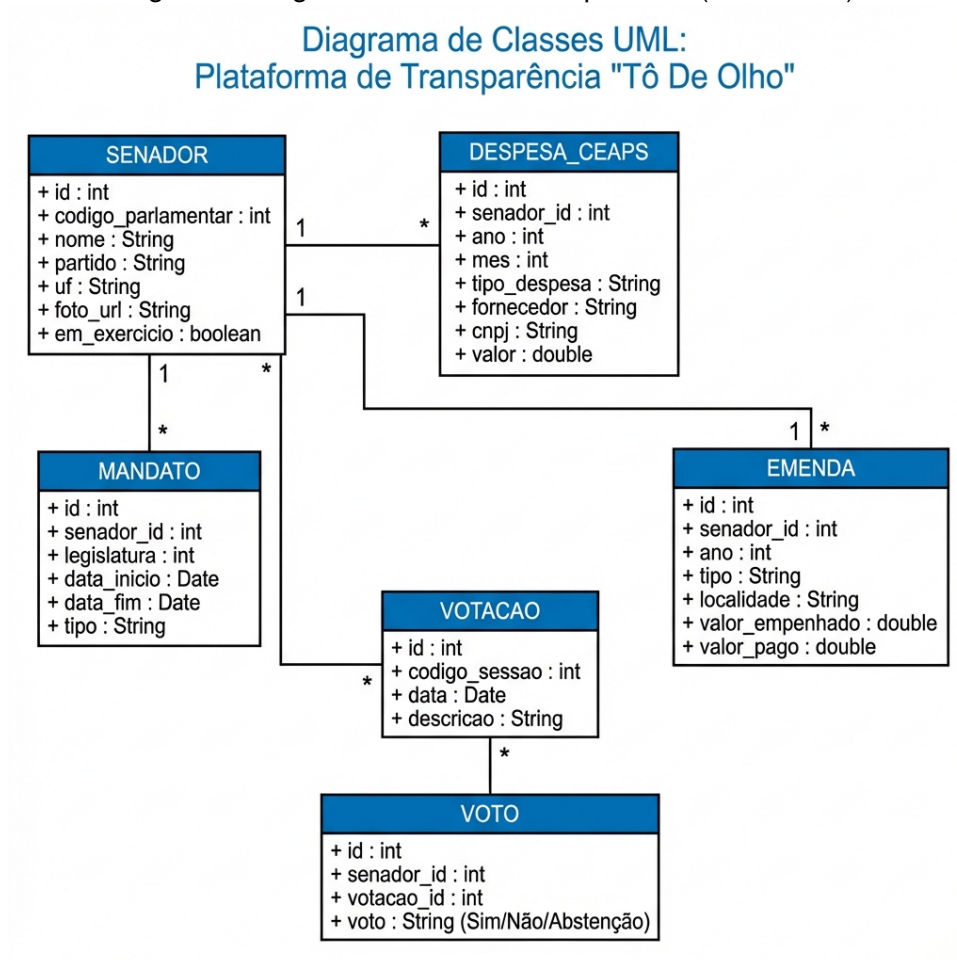 Diagrama de Classes UML:
Plataforma de Transparência "Tô De Olho"
SENADOR
+ id : int
+ codigo_parlamentar : int
+ nome : String
+ partido : String
+ uf : String
+ foto_url : String
+ em_exercicio : boolean
1
*
DESPESA_CEAPS
+ id : int
+ senador_id : int
+ ano : int
+ mes : int
+ tipo_despesa : String
+ fornecedor : String
+ cnpj : String
+ valor : double
1
1 *
EMENDA
+ id : int
+ senador_id : int
+ ano : int
+ tipo : String
+ localidade : String
+ valor_empenhado : double
+ valor_pago : double
1
*
MANDATO
+ id : int
+ senador_id : int
+ legislatura : int
+ data_inicio : Date
+ data_fim : Date
+ tipo : String
*
*
VOTACAO
+ id : int
+ codigo_sessao : int
+ data : Date
+ descricao : String
*
VOTO
+ id : int
+ senador_id : int
+ votacao_id : int
+ voto : String (Sim/Não/Abstenção)